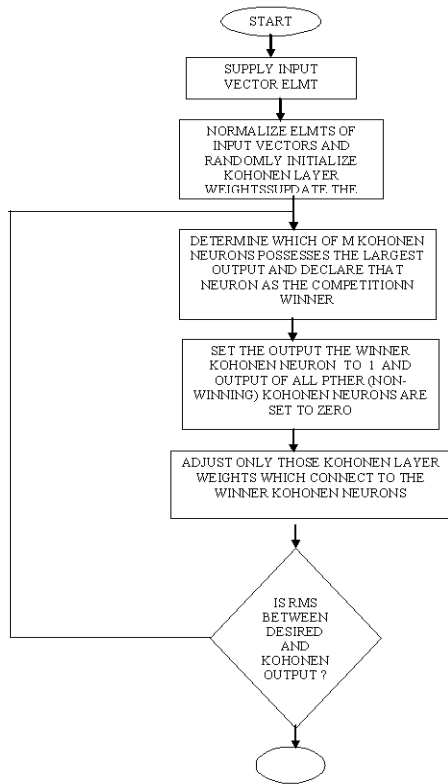 START
SUPPLY INPUT
VECTOR ELMT
NORMALIZE ELMTS OF
INPUT VECTORS AND
RANDOMLY INITIALIZE
KOHONEN LAYER
WEIGHTSSUPDATE THE
DETERMINE WHICH OF M KOHONEN
NEURONS POSSESSES THE LARGEST
OUTPUT AND DECLARE THAT
NEURON AS THE COMPETITIONN
WINNER
SET THE OUTPUT THE WINNER
KOHONEN NEURON TO 1 AND
OUTPUT OF ALL PTHER (NON-
WINNING) KOHONEN NEURONS ARE
SET TO ZERO
ADJUST ONLY THOSE KOHONEN LAYER
WEIGHTS WHICH CONNECT TO THE
WINNER KOHONEN NEURONS
IS RMS
BETWEEN
DESIRED
AND
KOHONEN
OUTPUT ?